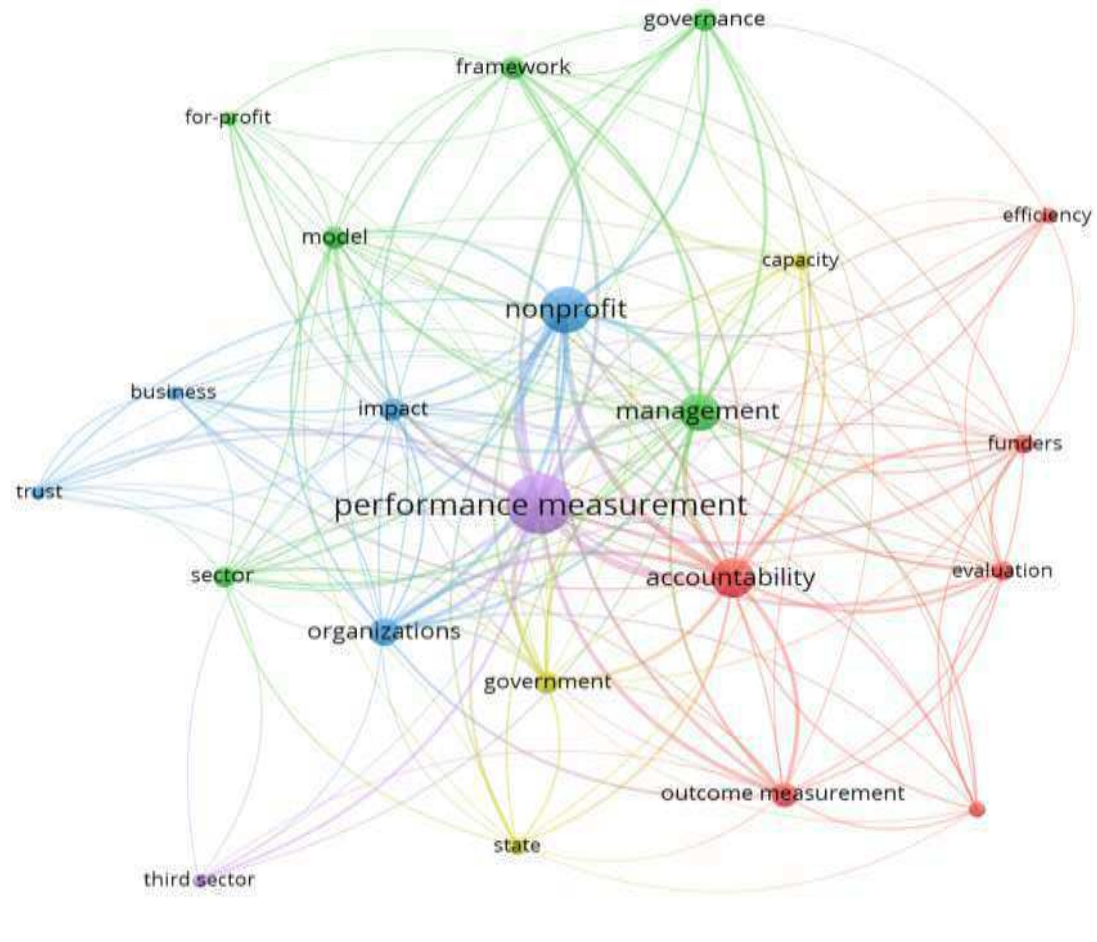 governance
framework
for-profit
efficiency
model
capacity
nonprofit
business
impact
management
funders
trust
performance measurement
sector
accountability
evaluation
organizations
government
outcome measurement
state
third sector